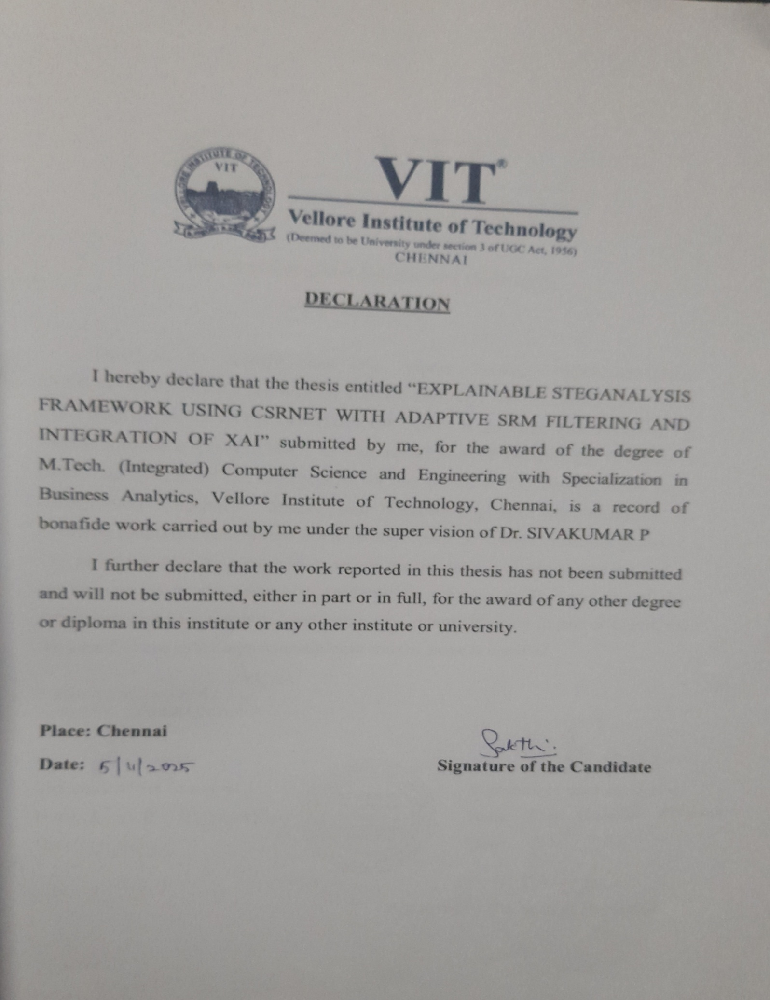 VELLORE INSTITUTE OF TECHNOLOGY
VIT
VIT®
Vellore Institute of Technology
(Deemed to be University under section 3 of UGC Act, 1956)
CHENNAI
DECLARATION
I hereby declare that the thesis entitled “EXPLAINABLE STEGANALYSIS
FRAMEWORK USING CSRNET WITH ADAPTIVE SRM FILTERING AND
INTEGRATION OF XAI” submitted by me, for the award of the degree of
M.Tech. (Integrated) Computer Science and Engineering with Specialization in
Business Analytics, Vellore Institute of Technology, Chennai, is a record of
bonafide work carried out by me under the super vision of Dr. SIVAKUMAR P
I further declare that the work reported in this thesis has not been submitted
and will not be submitted, either in part or in full, for the award of any other degree
or diploma in this institute or any other institute or university.
Place: Chennai
Sakthi
Date: 5/11/2025
Signature of the Candidate